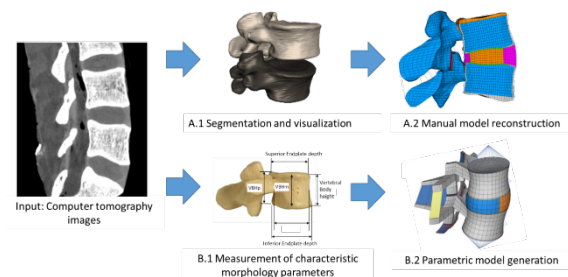 A.1 Segmentation and visualization
A.2 Manual model reconstruction
Input: Computer tomography
images
Superior Endplate depth
VBHp
VBHm
Vertebral
Body
height
Inferior Endplate depth
B.1 Measurement of characteristic
morphology parameters
B.2 Parametric model generation